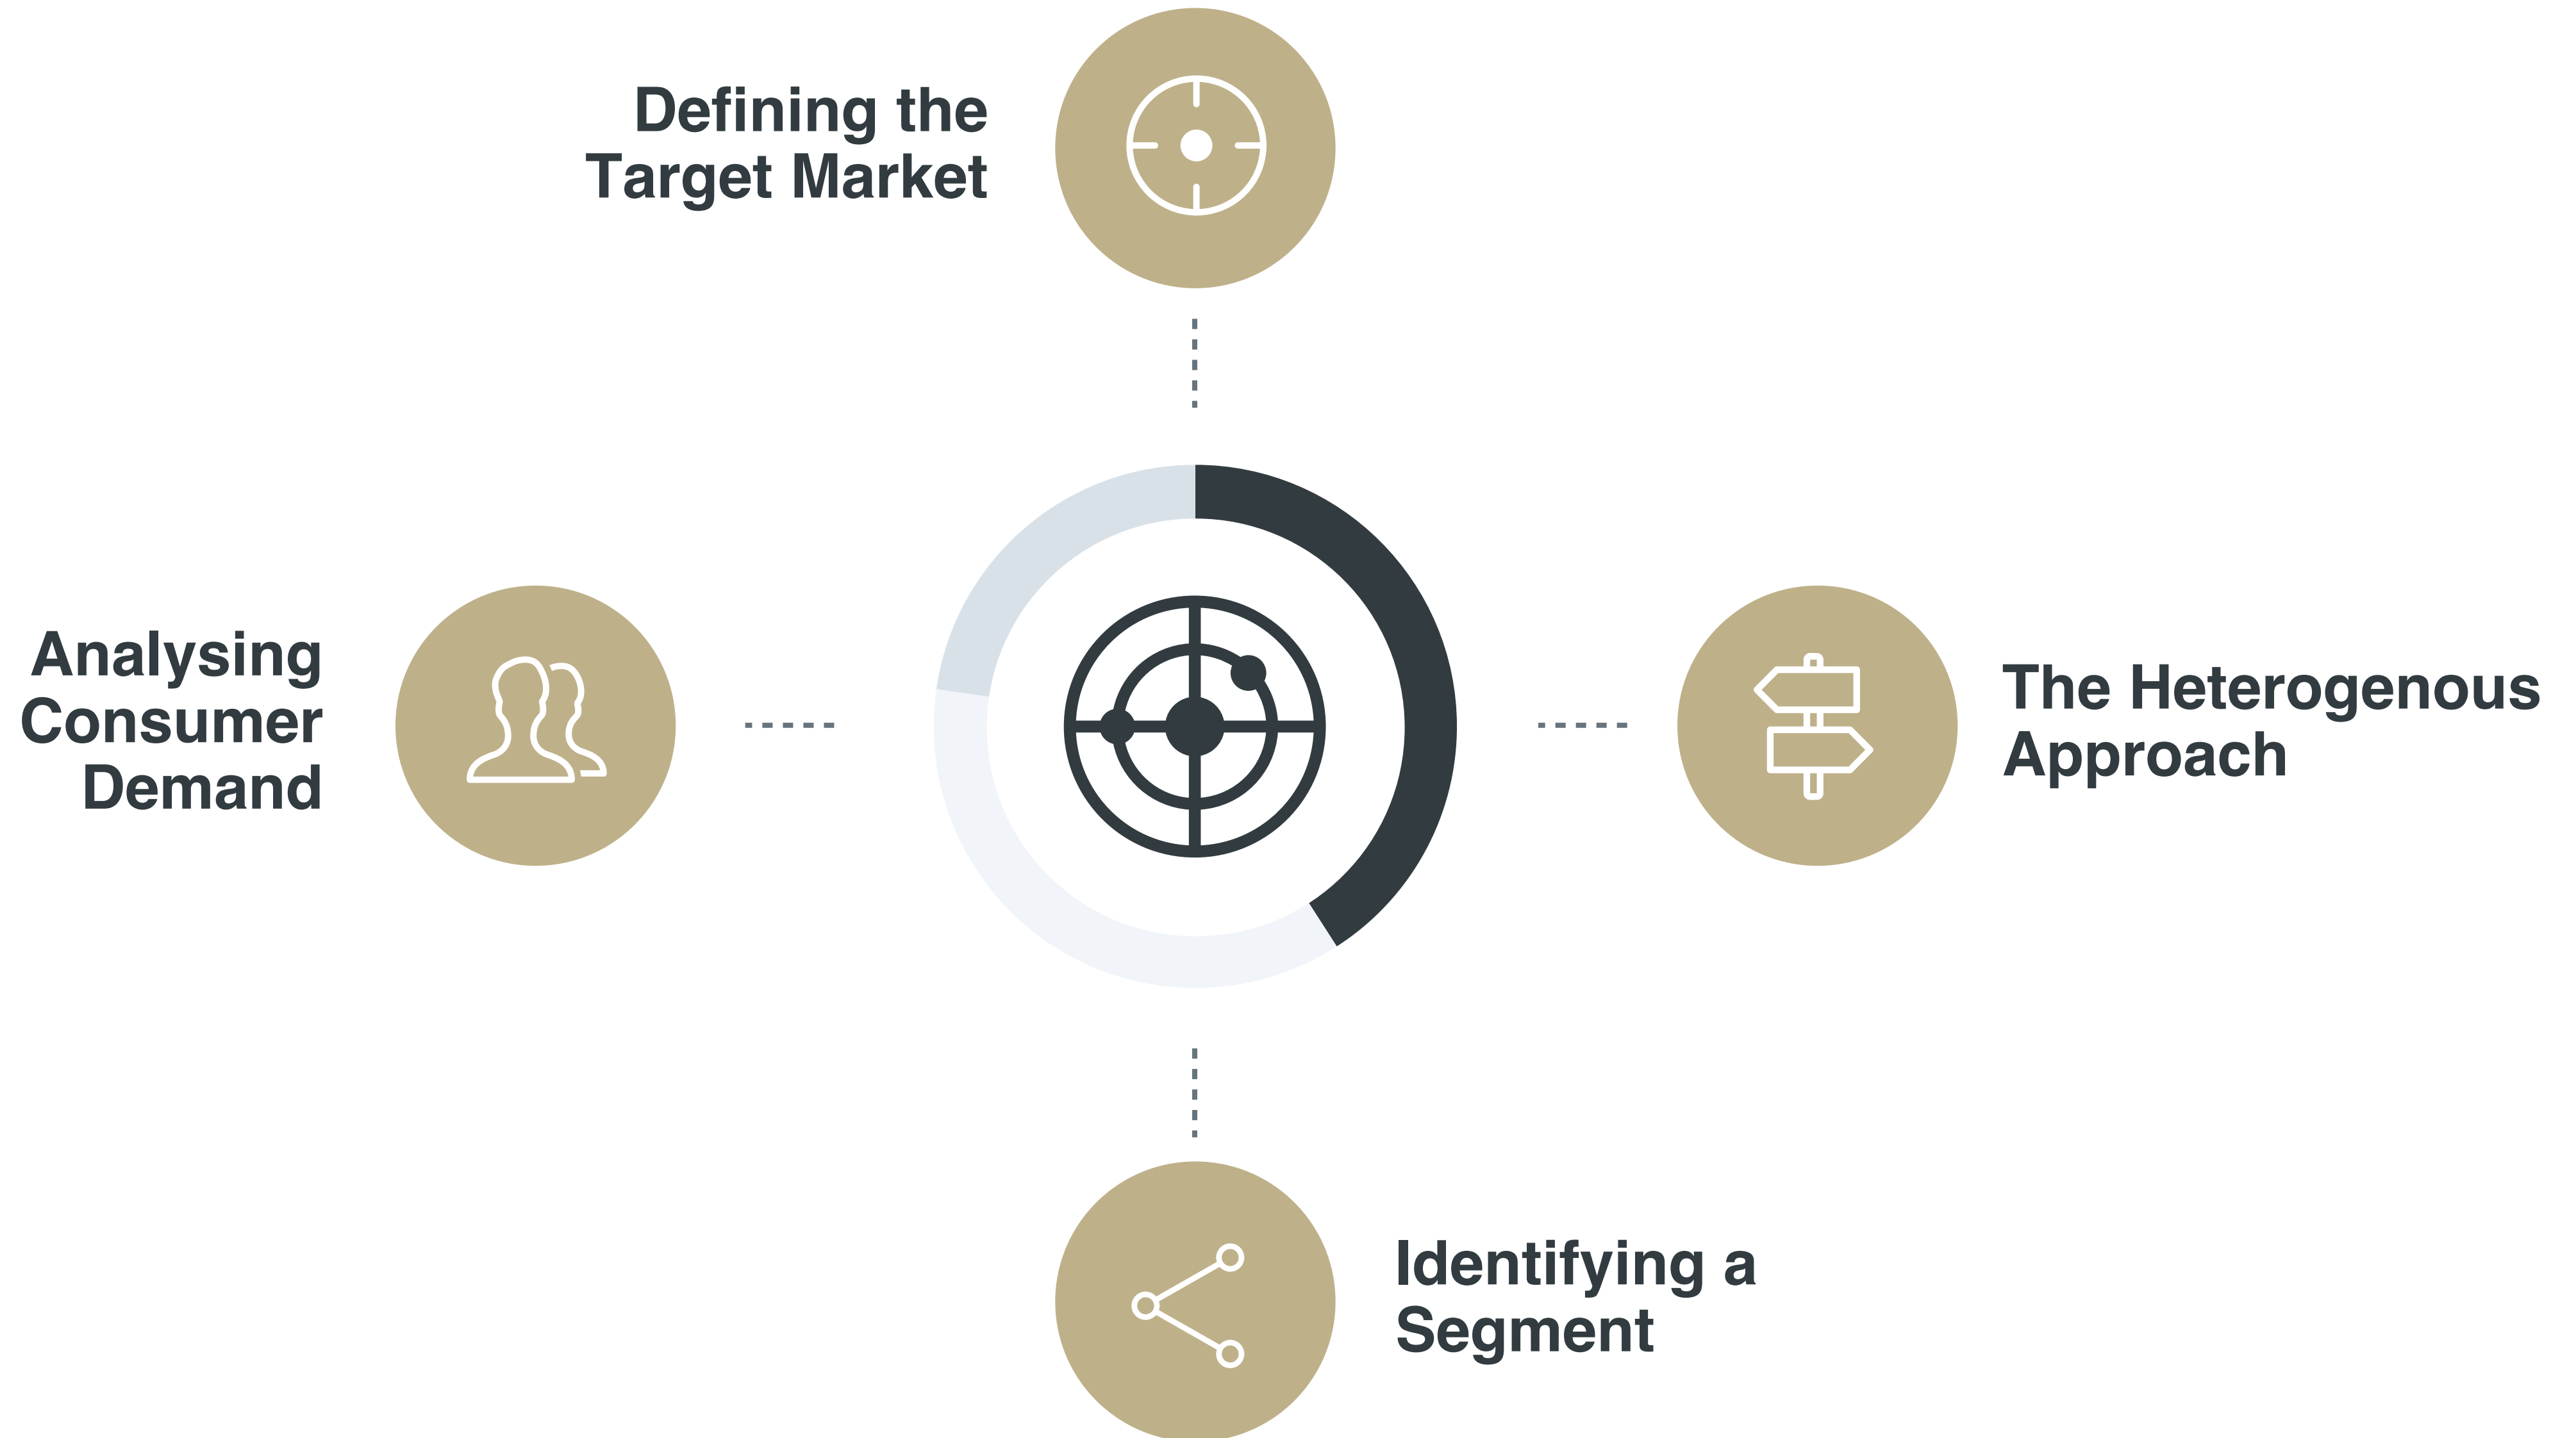 Defining the
Target Market
Analysing
Consumer
Demand
The Heterogenous
Approach
Identifying a
Segment